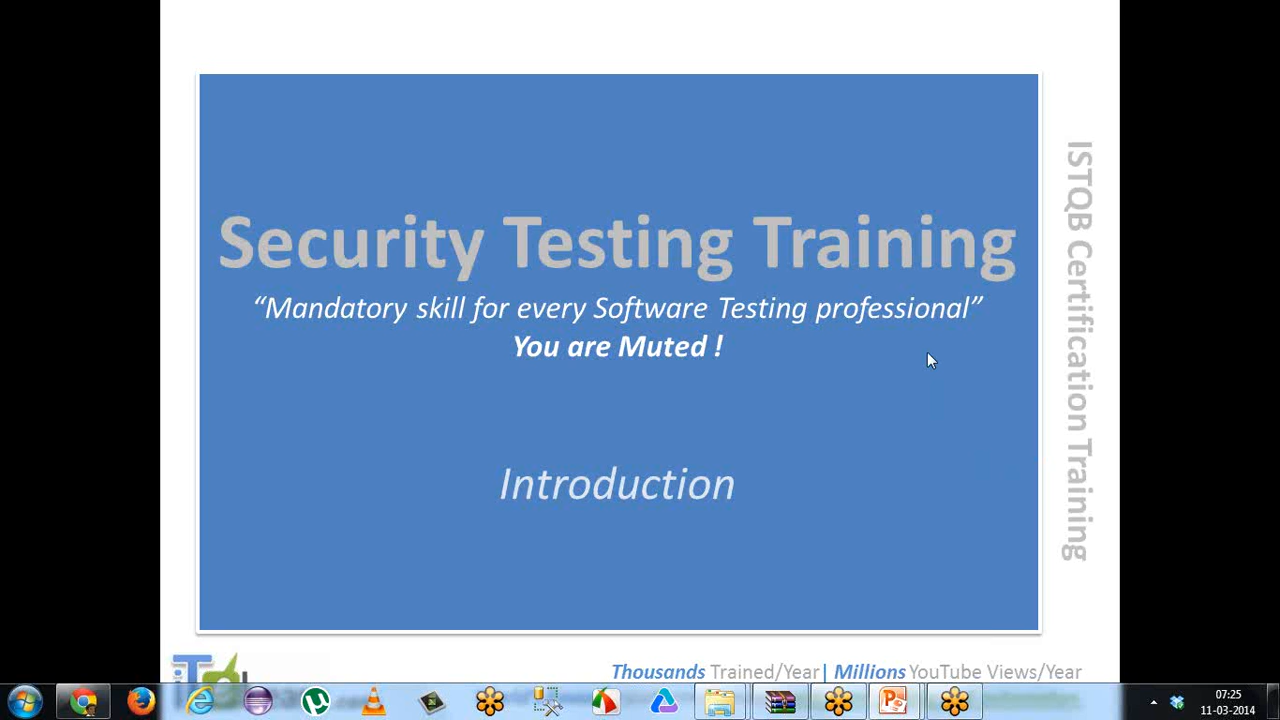 Security Testing Training
“Mandatory skill for every Software Testing professional”
You are Muted !
Introduction
ISTQB Certification Training
Thousands Trained/Year| Millions YouTube Views/Year
07:25
11-03-2014